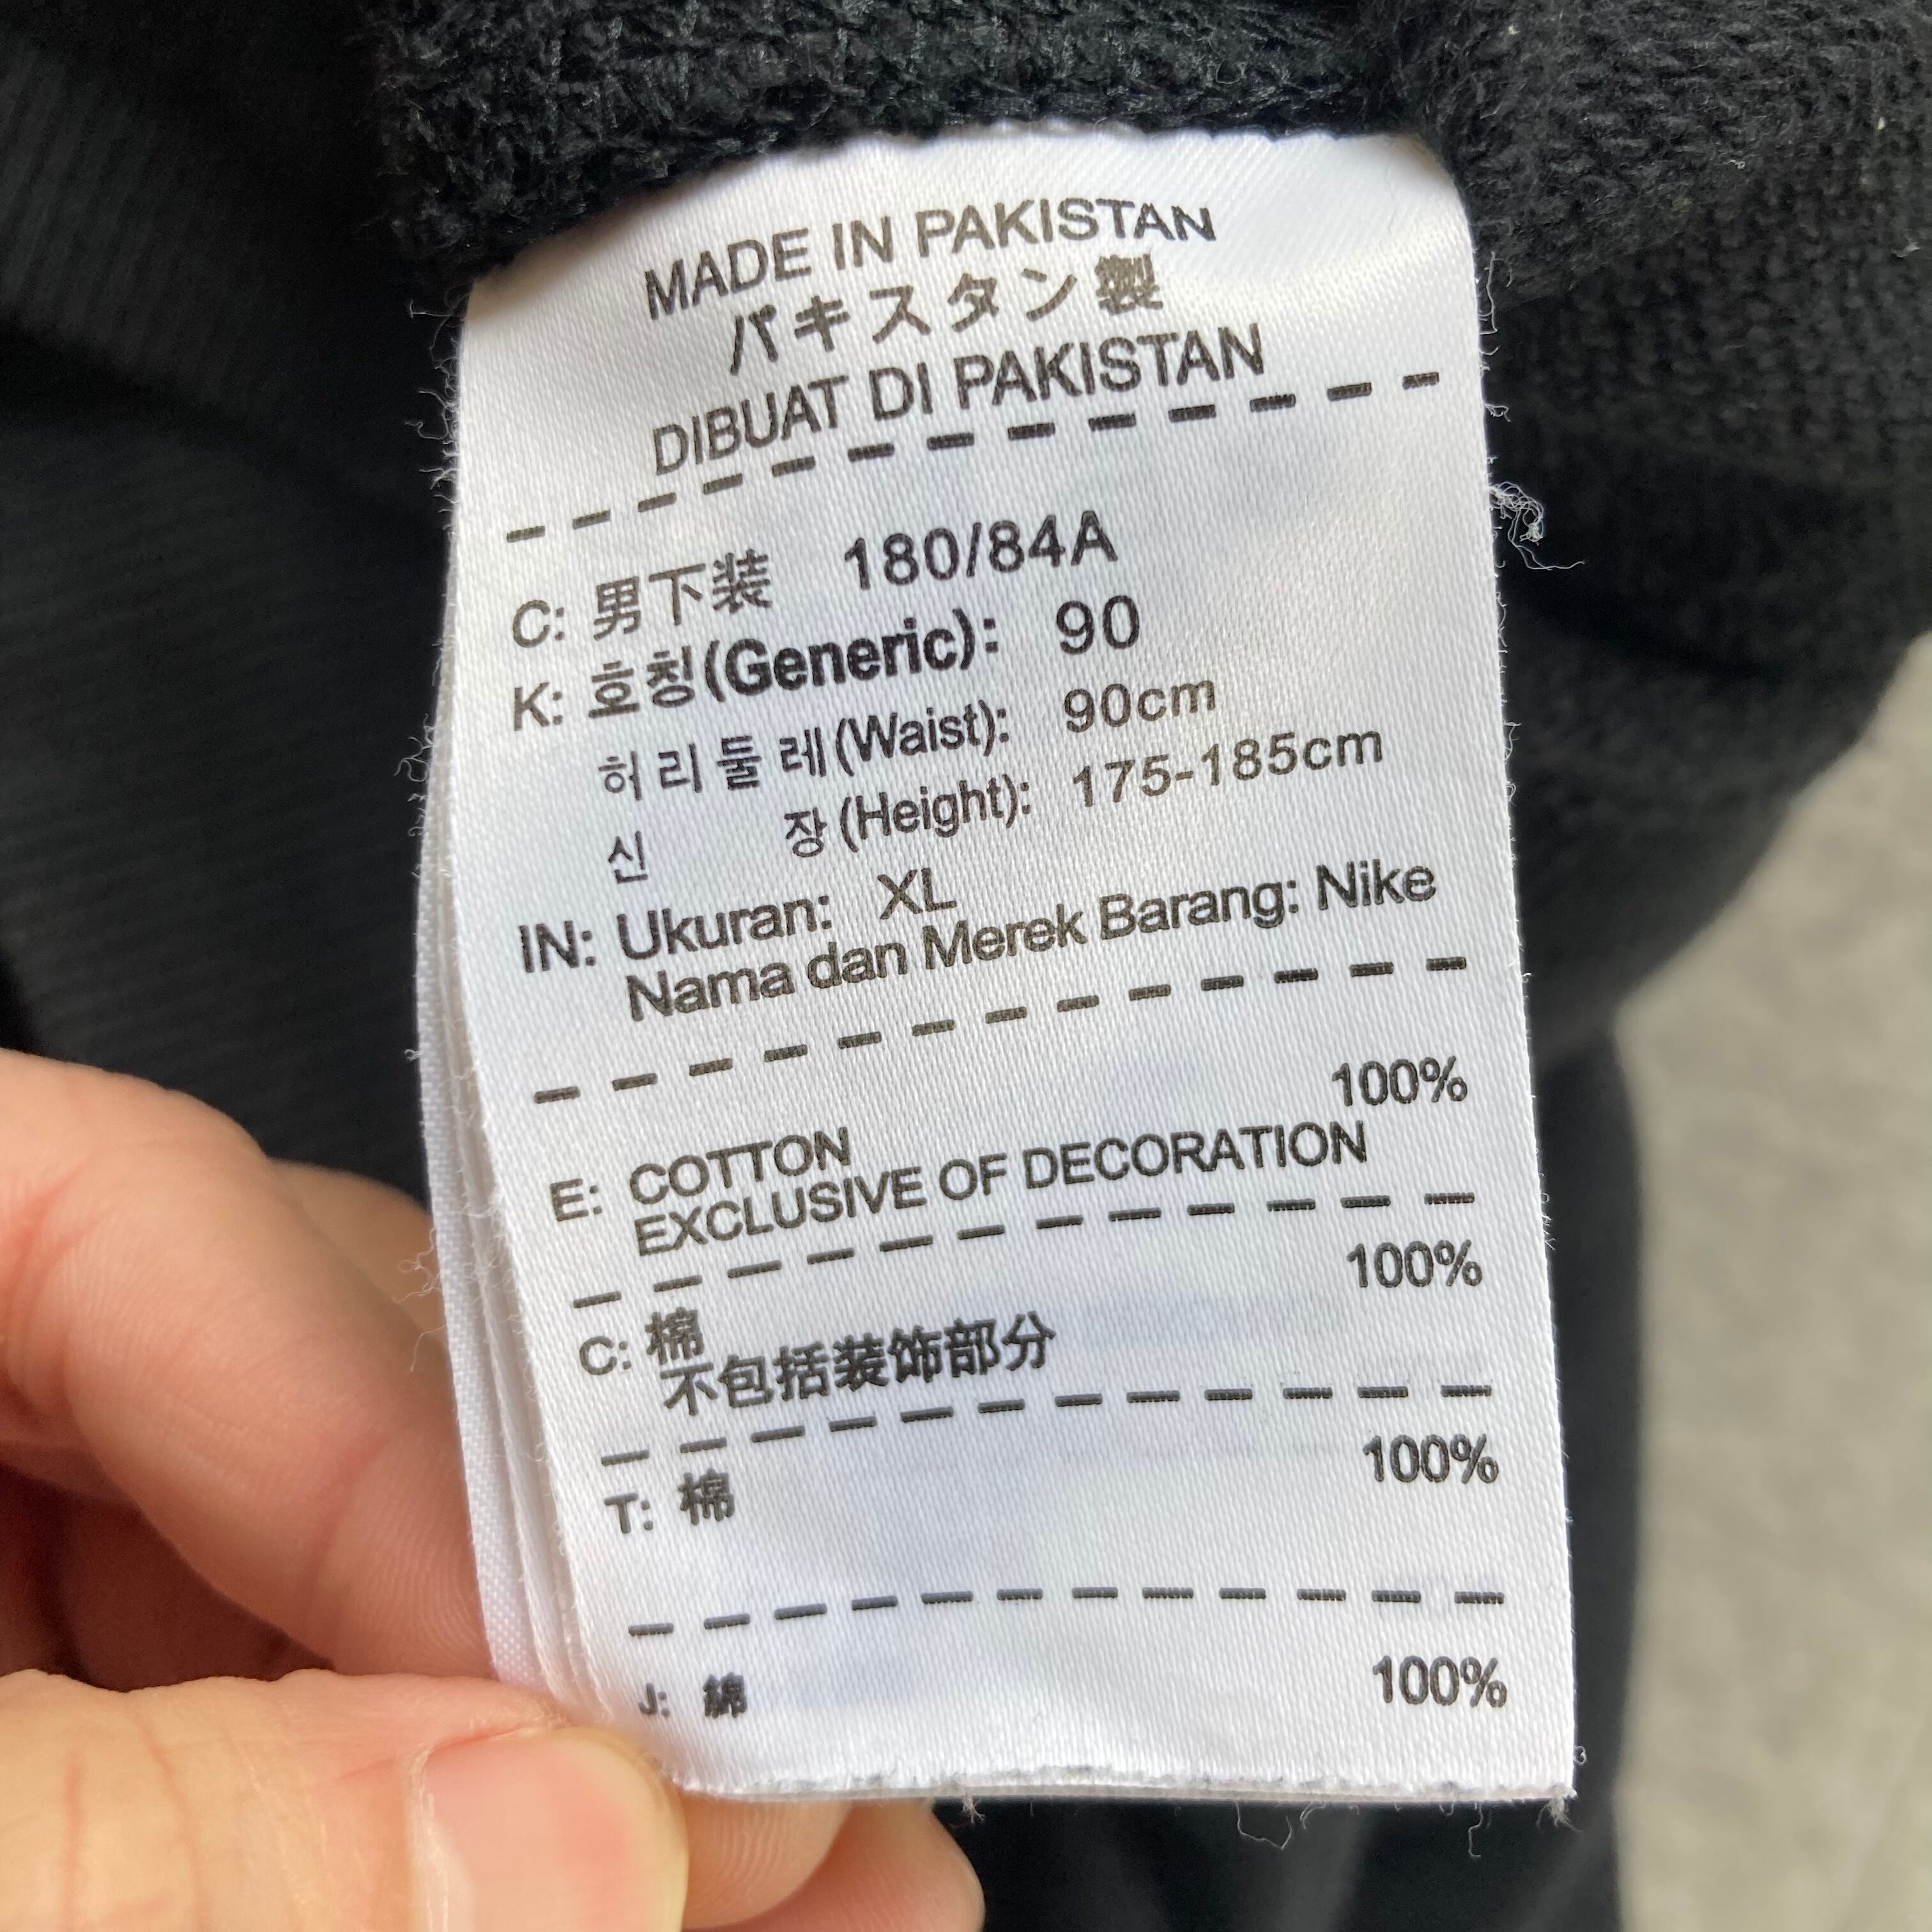 MADE IN PAKISTAN
パキスタン製
DIBUAT DI PAKISTAN
C: 男下装 180/84A
K: 호칭(Generic): 90
허리둘레(Waist): 90cm
신 장(Height): 175-185cm
IN: Ukuran: XL
Nama dan Merek Barang: Nike
100%
E: COTTON
EXCLUSIVE OF DECORATION
100%
C: 棉
不包括装饰部分
100%
T: 棉
J: 綿 100%